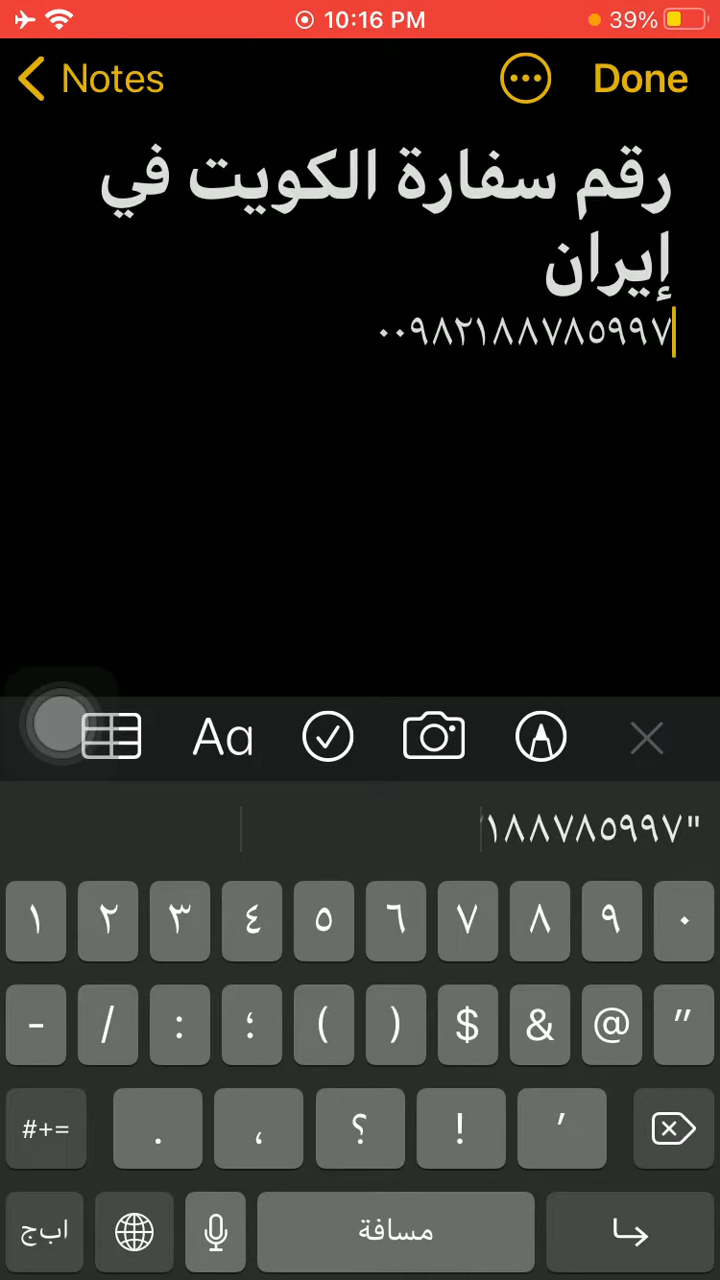 10:16 PM
39%
Notes
Done
رقم سفارة الكويت في
إيران
٠٠٩٨٢١٨٨٧٨٥٩٩٧
Aa
١٨٨٧٨٥٩٩٧"
١ ٢ ٣ ٤ ٥ ٦ ٧ ٨ ٩ ٠
- / : ؛ ( ) $ & @ "
#+= . ، ؟ ! '
اب‌ج
مسافة